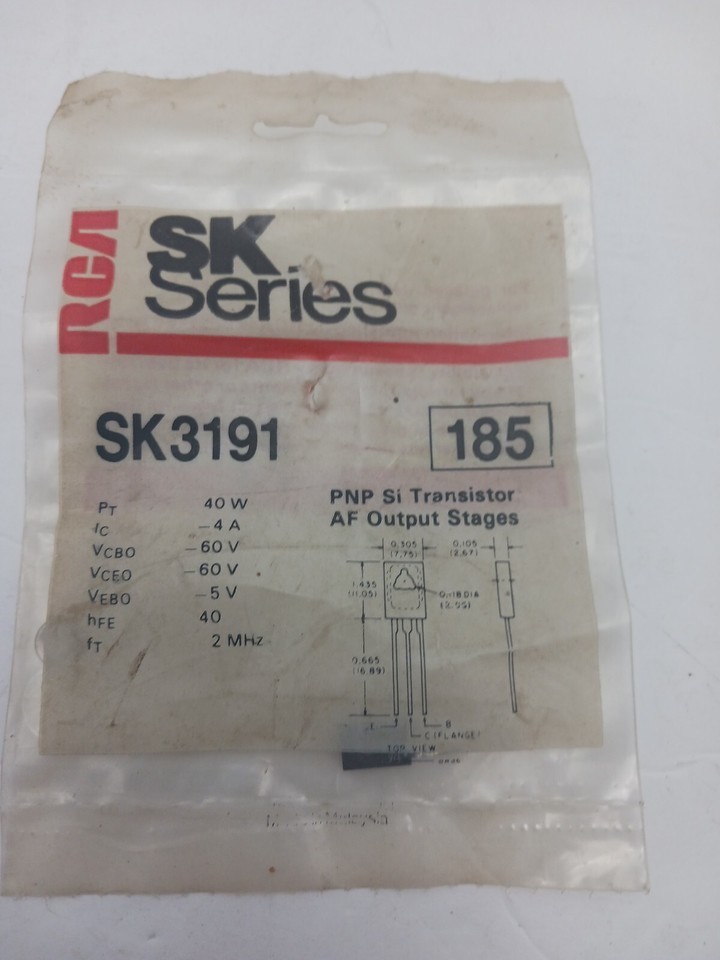 RCA
SK
Series
SK3191
185
PT 40 W
IC –4 A
VCBO –60 V
VCEO –60 V
VEBO –5 V
hFE 40
fT 2 MHz
PNP Si Transistor
AF Output Stages
0.305
(7.75)
0.105
(2.67)
1.435
(11.05)
DIA
0.665
(16.89)
E
B
C (FLANGE)
TOP VIEW
Malaysia